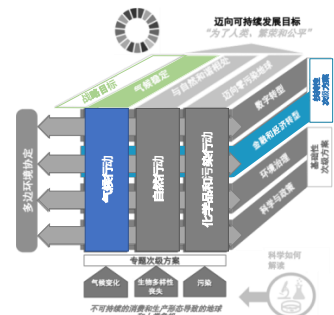 迈向可持续发展目标
“为了人类，繁荣和公平”
战略目标
气候稳定
与自然和谐相处
迈向零污染地球
数字转型
金融和经济转型
环境治理
科学与政策
次级方案
基础性
次级方案
多边环境协定
气候行动
自然行动
化学品和污染行动
专题次级方案
气候变化
生物多样性
丧失
污染
科学如何
解读
不可持续的消费和生产形态导致的地球